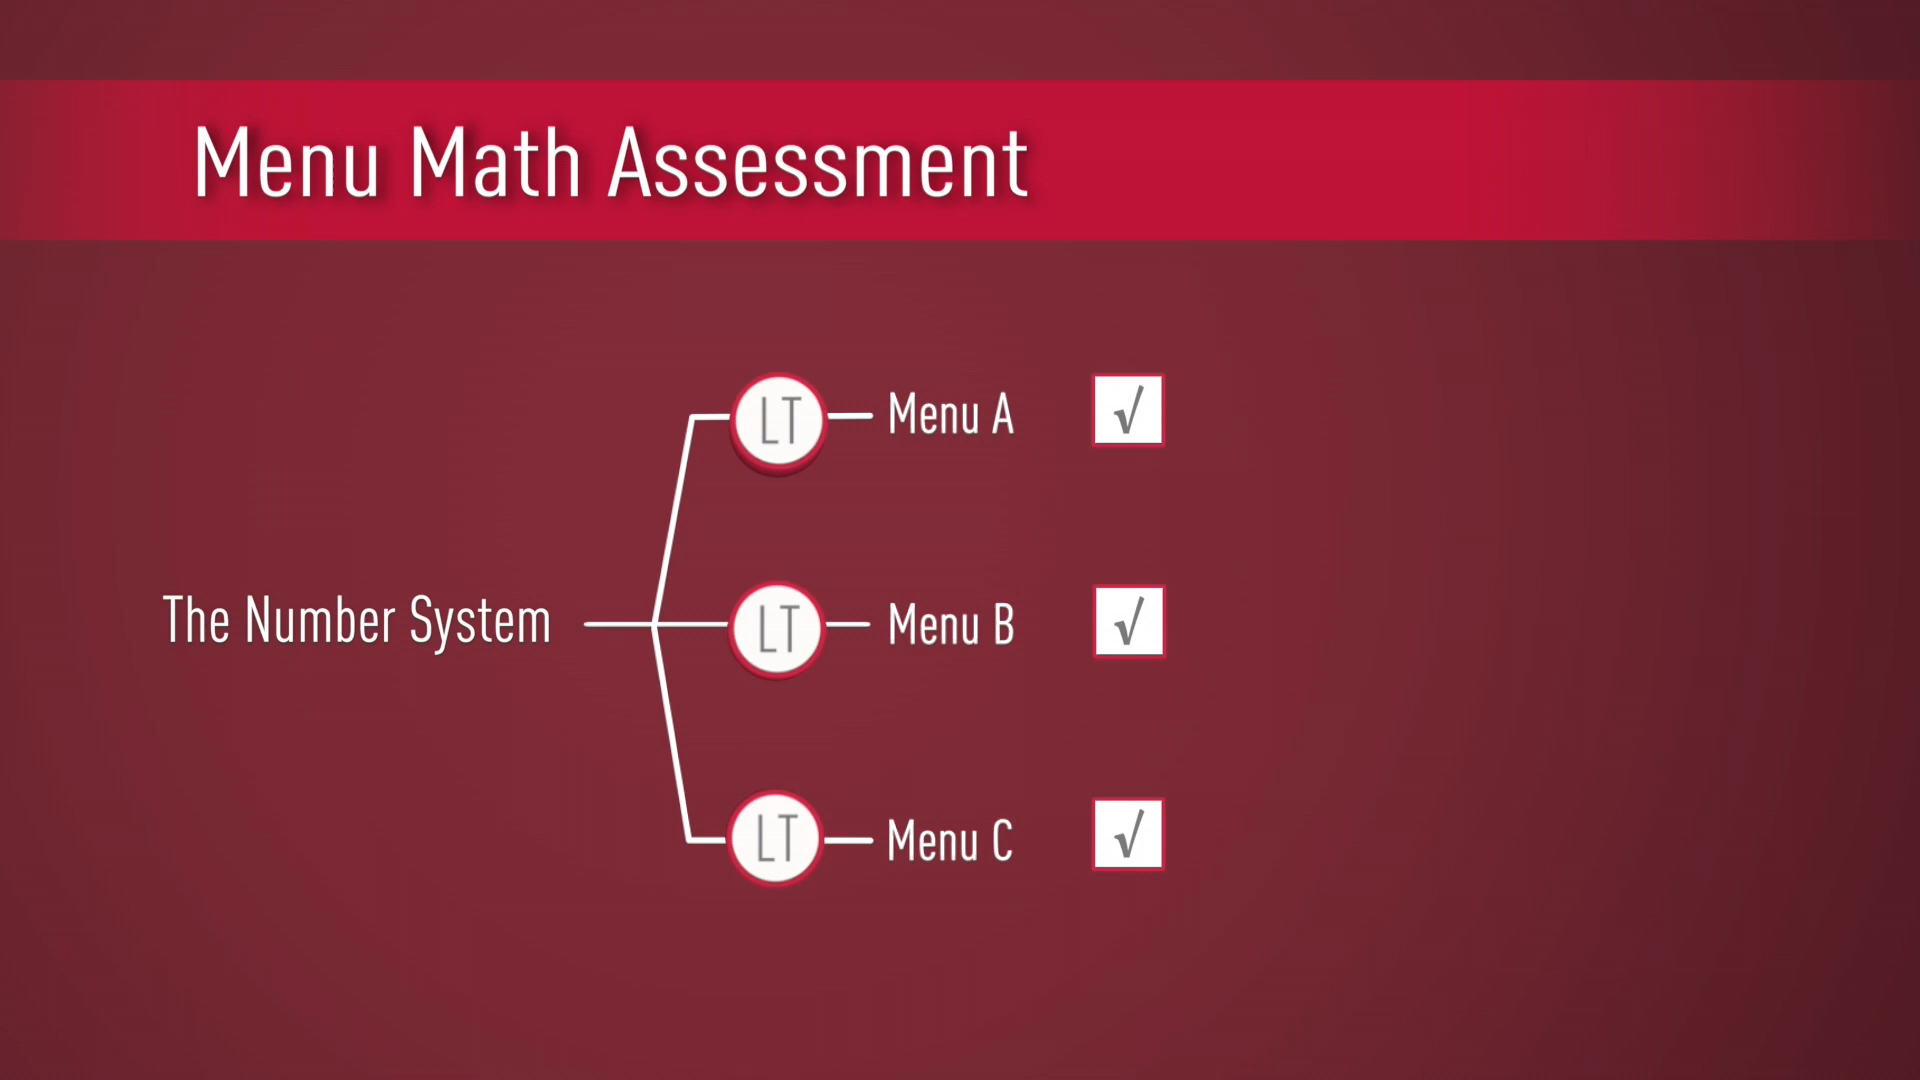 Menu Math Assessment
LT Menu A √
The Number System LT Menu B √
LT Menu C √